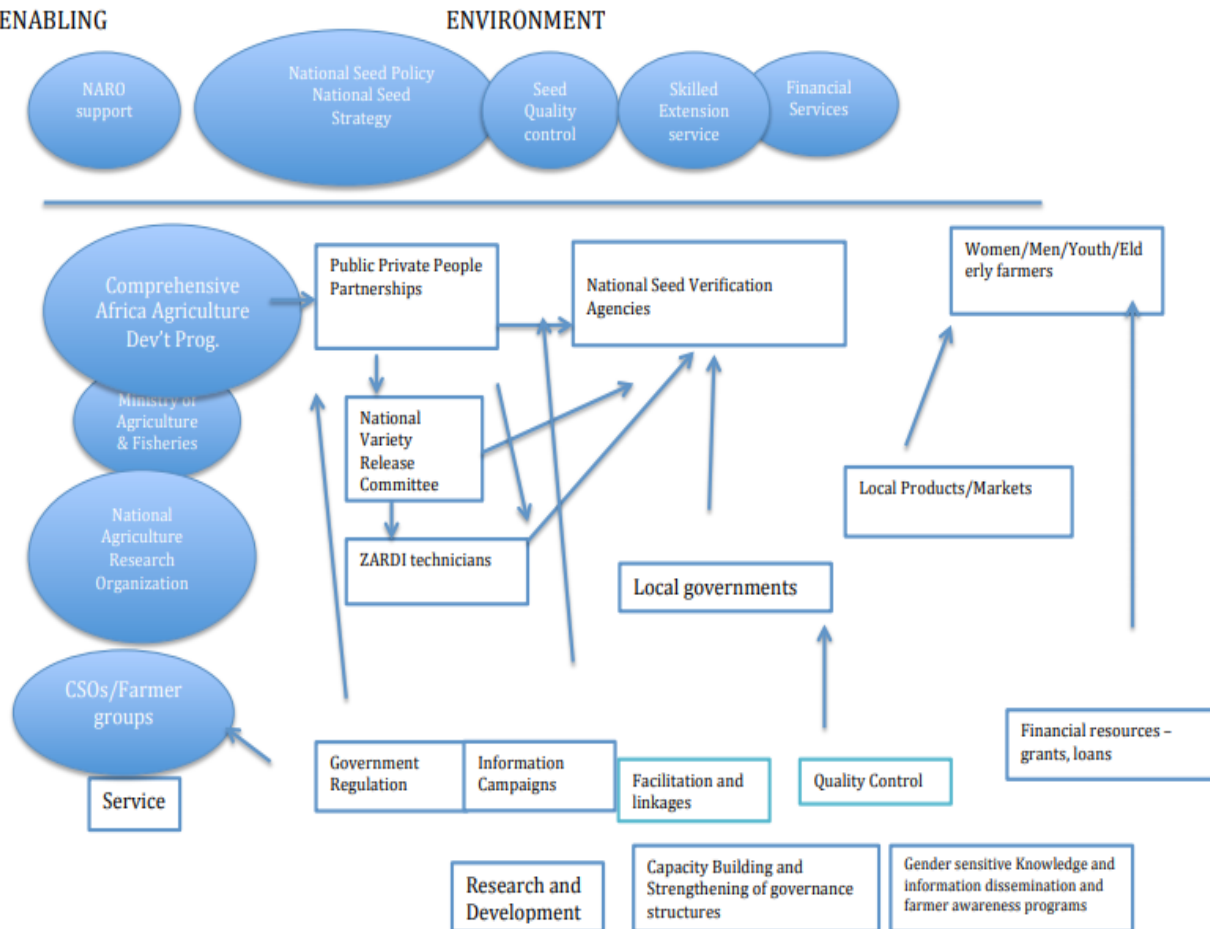 ENABLING ENVIRONMENT
NARO
support
National Seed Policy
National Seed
Strategy
Seed
Quality
control
Skilled
Extension
service
Financial
Services
Comprehensive
Africa Agriculture
Dev't Prog.
Public Private People
Partnerships
National Seed Verification
Agencies
Women/Men/Youth/Eld
erly farmers
Ministry of
Agriculture
& Fisheries
National
Variety
Release
Committee
Local Products/Markets
National
Agriculture
Research
Organization
ZARDI technicians
Local governments
CSOs/Farmer
groups
Service
Government
Regulation
Information
Campaigns
Facilitation and
linkages
Quality Control
Financial resources –
grants, loans
Research and
Development
Capacity Building and
Strengthening of governance
structures
Gender sensitive Knowledge and
information dissemination and
farmer awareness programs